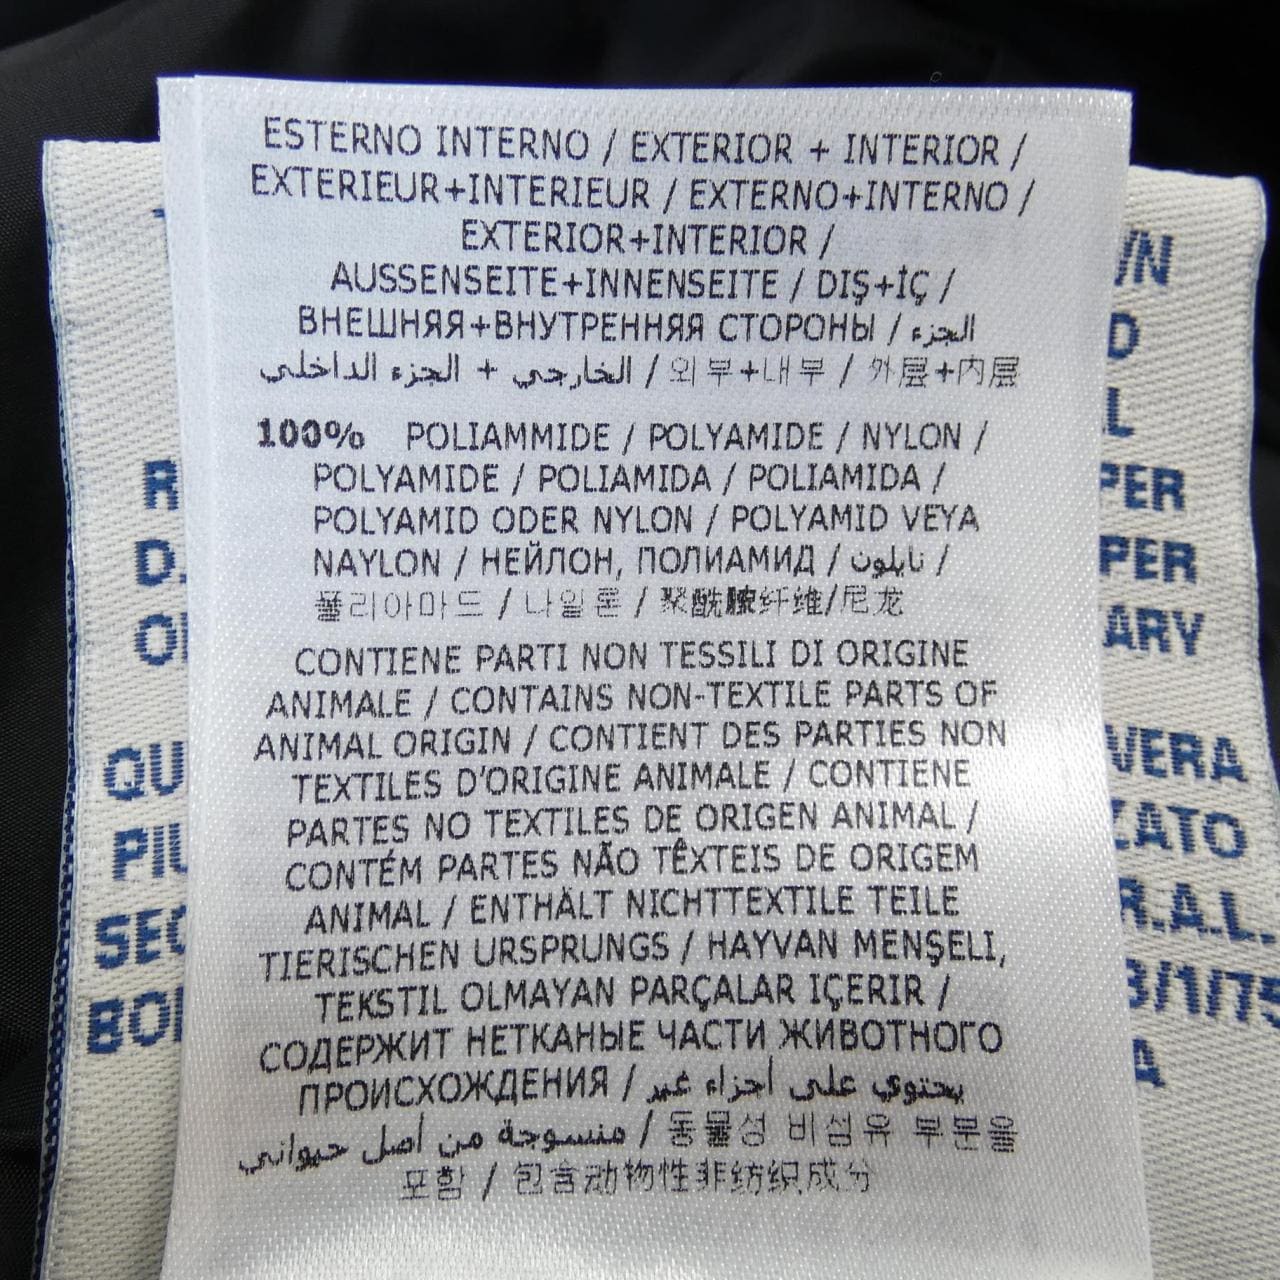 ESTERNO INTERNO / EXTERIOR + INTERIOR /
EXTERIEUR+INTERIEUR / EXTERNO+INTERNO /
EXTERIOR+INTERIOR /
AUSSENSEITE+INNENSEITE / DIŞ+İÇ /
ВНЕШНЯЯ+ВНУТРЕННЯЯ СТОРОНЫ / الجزء
الخارجي + الجزء الداخلي / 외부+내부 / 外层+内层
100% POLIAMMIDE / POLYAMIDE / NYLON /
POLYAMIDE / POLIAMIDA / POLIAMIDA /
POLYAMID ODER NYLON / POLYAMID VEYA
NAYLON / НЕЙЛОН, ПОЛИАМИД / نايلون /
폴리아마드 / 나일론 / 聚酰胺纤维/尼龙
CONTIENE PARTI NON TESSILI DI ORIGINE
ANIMALE / CONTAINS NON-TEXTILE PARTS OF
ANIMAL ORIGIN / CONTIENT DES PARTIES NON
TEXTILES D'ORIGINE ANIMALE / CONTIENE
PARTES NO TEXTILES DE ORIGEN ANIMAL /
CONTÉM PARTES NÃO TÊXTEIS DE ORIGEM
ANIMAL / ENTHÄLT NICHTTEXTILE TEILE
TIERISCHEN URSPRUNGS / HAYVAN MENŞELI,
TEKSTIL OLMAYAN PARÇALAR IÇERIR /
СОДЕРЖИТ НЕТКАНЫЕ ЧАСТИ ЖИВОТНОГО
ПРОИСХОЖДЕНИЯ / يحتوي على أجزاء غير
منسوجة من أصل حيواني / 동물성 비섬유 부분을
포함 / 包含动物性非纺织成分
VERA
R.A.L.